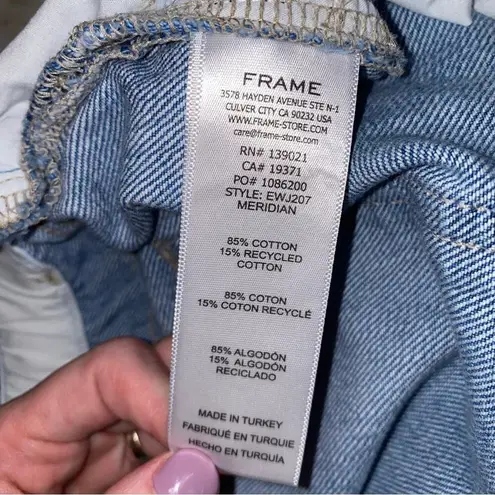 FRAME
3578 HAYDEN AVENUE STE N-1
CULVER CITY CA 90232 USA
WWW.FRAME-STORE.COM
care@frame-store.com
RN# 139021
CA# 19371
PO# 1086200
STYLE: EWJ207
MERIDIAN
85% COTTON
15% RECYCLED
COTTON
85% COTON
15% COTON RECYCLÉ
85% ALGODÓN
15% ALGODÓN
RECICLADO
MADE IN TURKEY
FABRIQUÉ EN TURQUIE
HECHO EN TURQUÍA